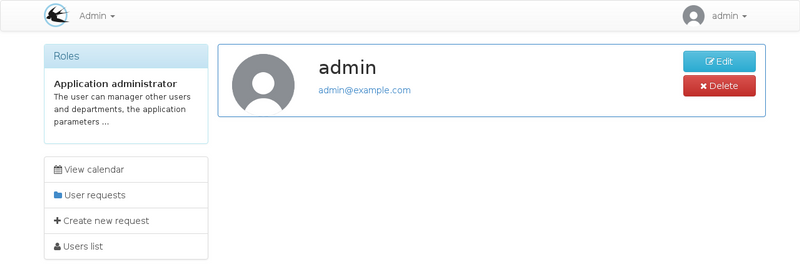 Admin
admin
Roles
Application administrator
The user can manager other users
and departments, the application
parameters ...
admin
admin@example.com
Edit
Delete
View calendar
User requests
Create new request
Users list